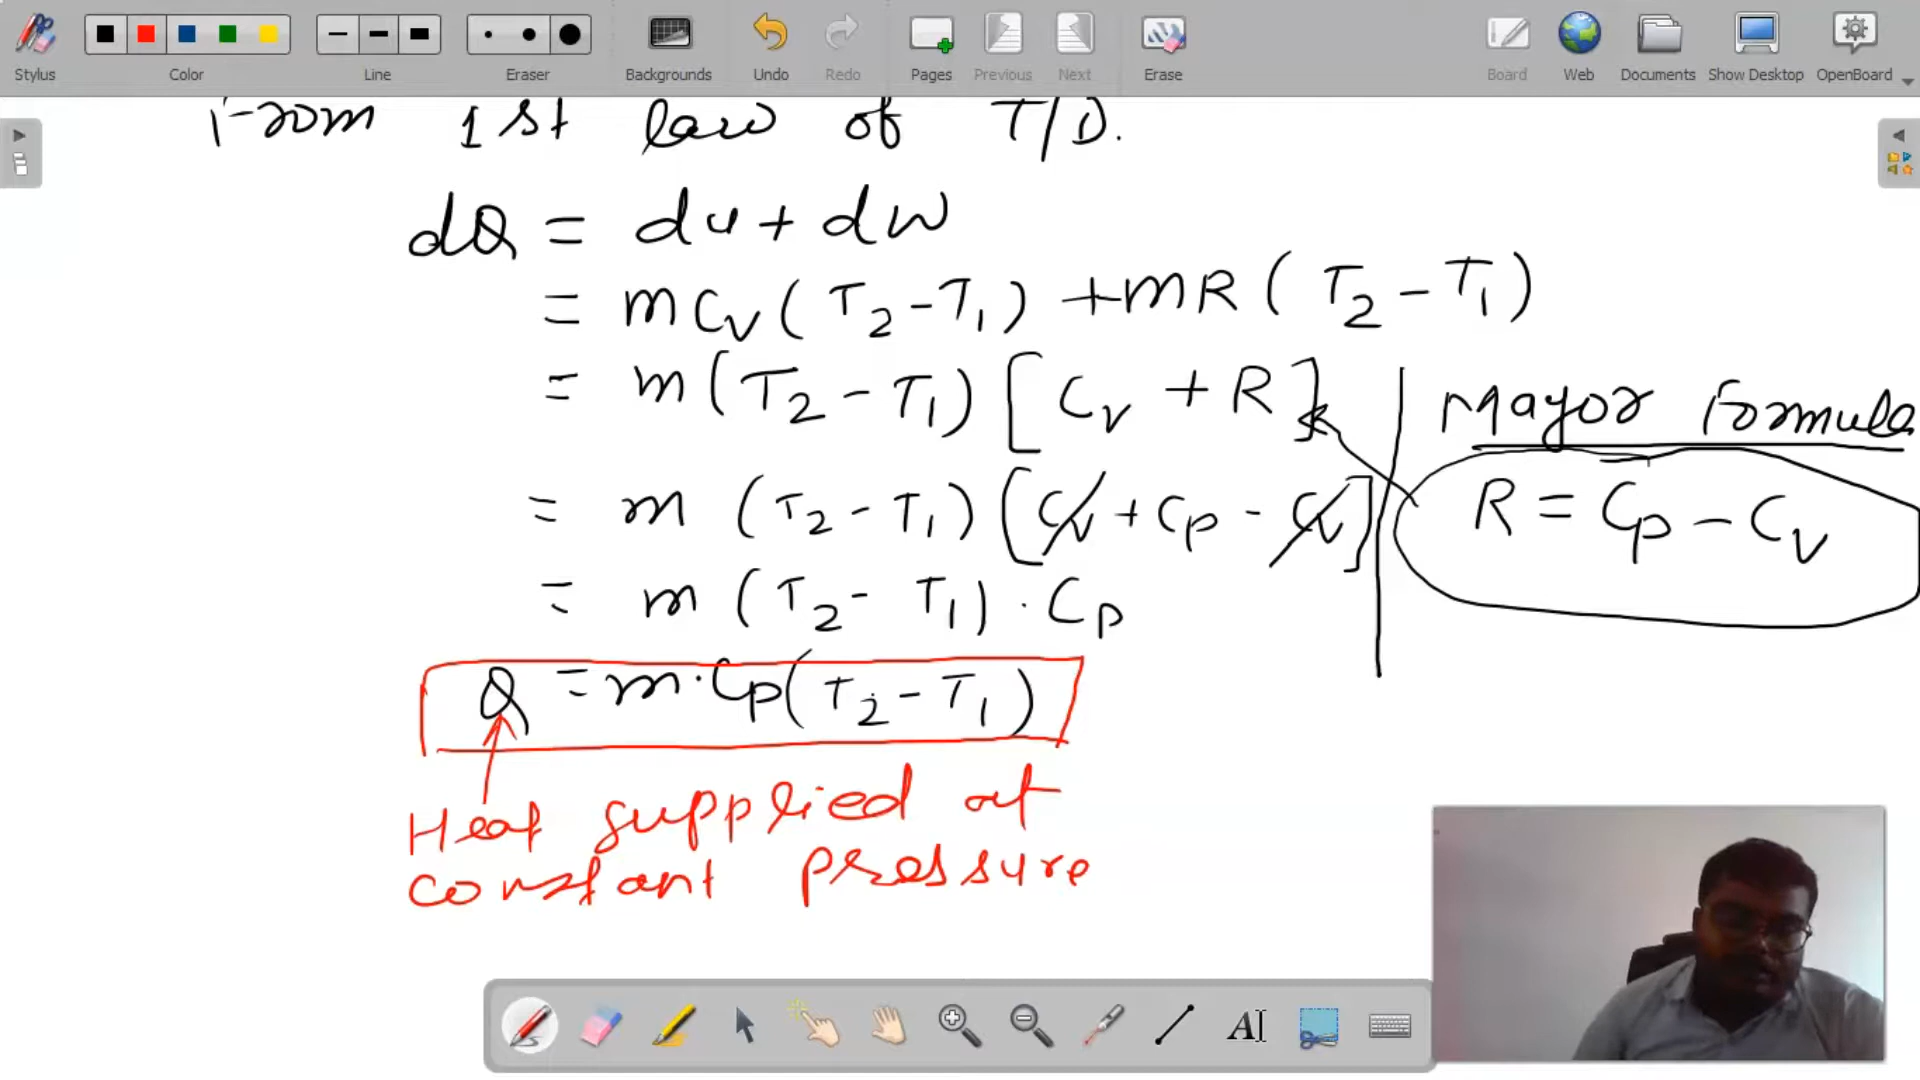 Stylus Color Line Eraser Backgrounds Undo Redo Pages Previous Next Erase Board Web Documents Show Desktop OpenBoard
From 1st law of T/D.
dQ = du + dw
= m Cv ( T2 - T1 ) + mR ( T2 - T1 )
= m ( T2 - T1 ) [ Cv + R ]
= m ( T2 - T1 ) [ Cv + Cp - Cv ]
= m ( T2 - T1 ) . Cp
Q = m . Cp ( T2 - T1 )
Heat supplied at
constant pressure
Mayor Formula
R = Cp - Cv